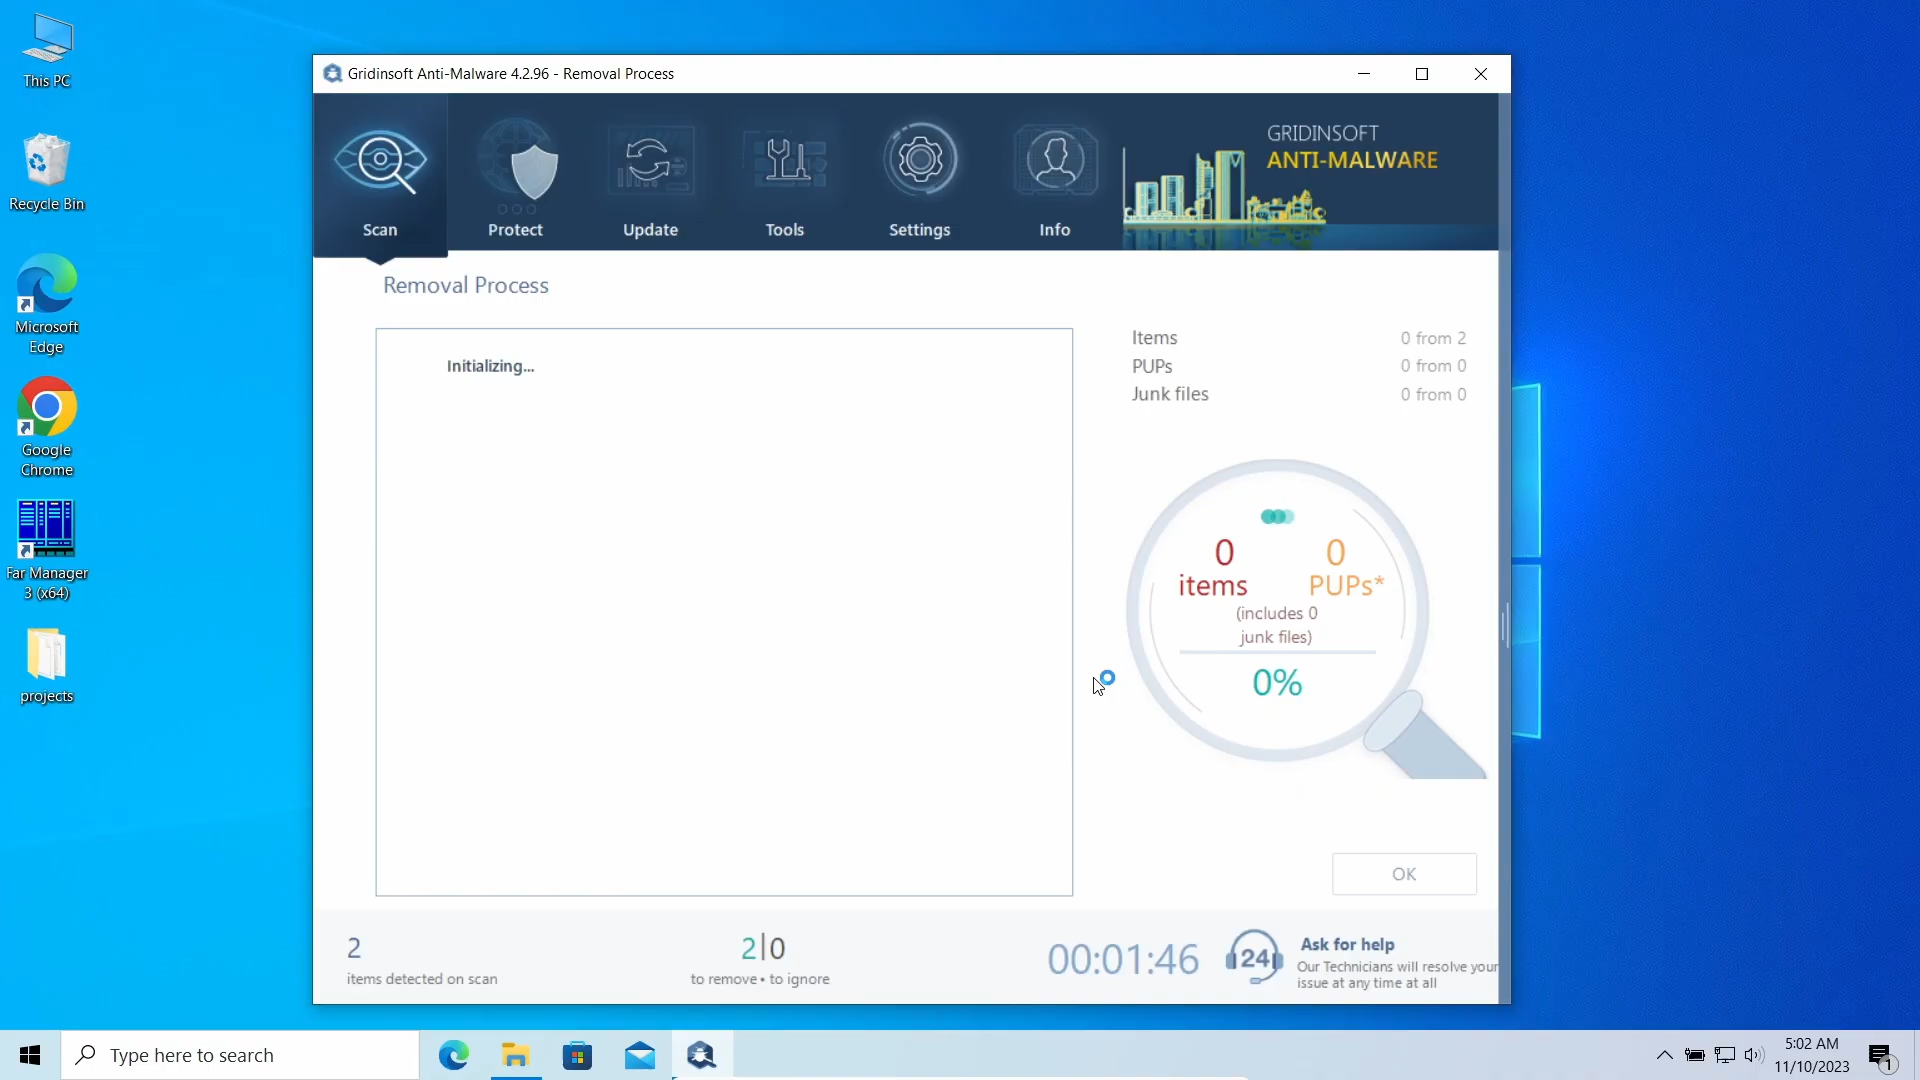 This PC
Recycle Bin
Microsoft
Edge
Google
Chrome
Far Manager
3 (x64)
projects
Gridinsoft Anti-Malware 4.2.96 - Removal Process
Scan
Protect
Update
Tools
Settings
Info
GRIDINSOFT
ANTI-MALWARE
Removal Process
Initializing...
Items 0 from 2
PUPs 0 from 0
Junk files 0 from 0
0 0
items PUPs*
(includes 0
junk files)
0%
OK
2
items detected on scan
2|0
to remove • to ignore
00:01:46
24
Ask for help
Our Technicians will resolve your
issue at any time at all
Type here to search
5:02 AM
11/10/2023
1